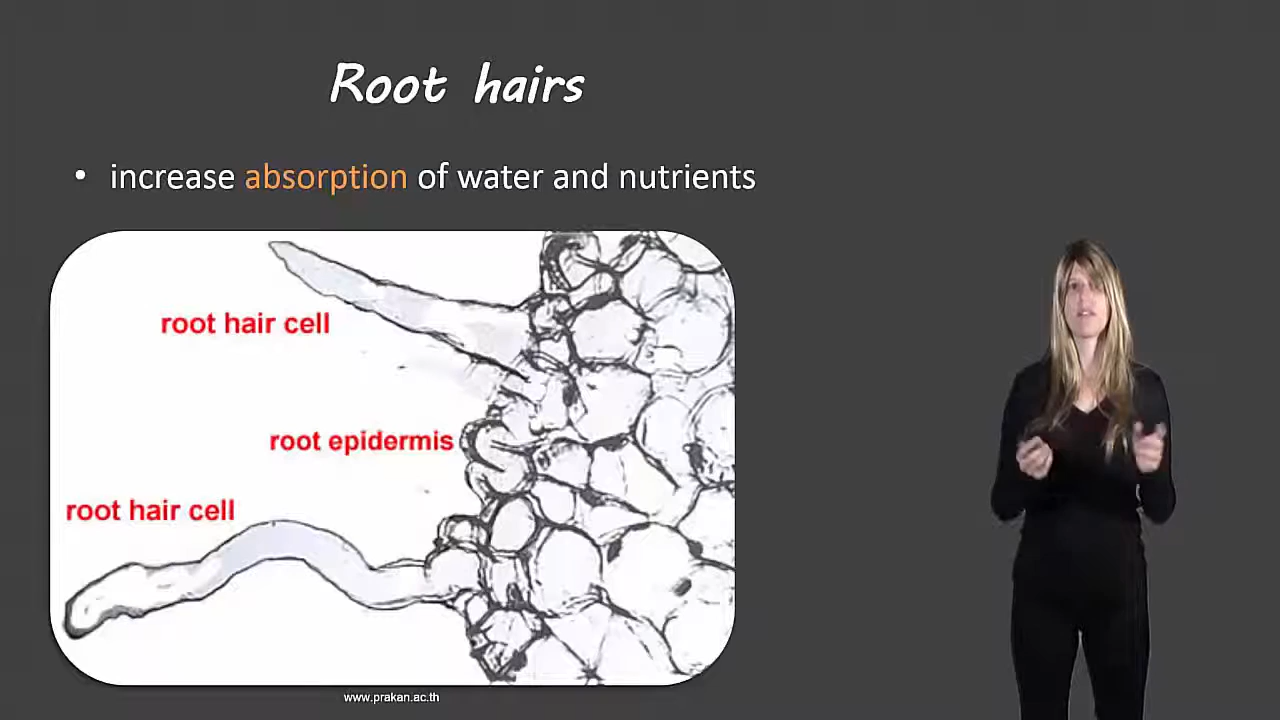 Root hairs
• increase absorption of water and nutrients
root hair cell
root epidermis
root hair cell
www.prakan.ac.th